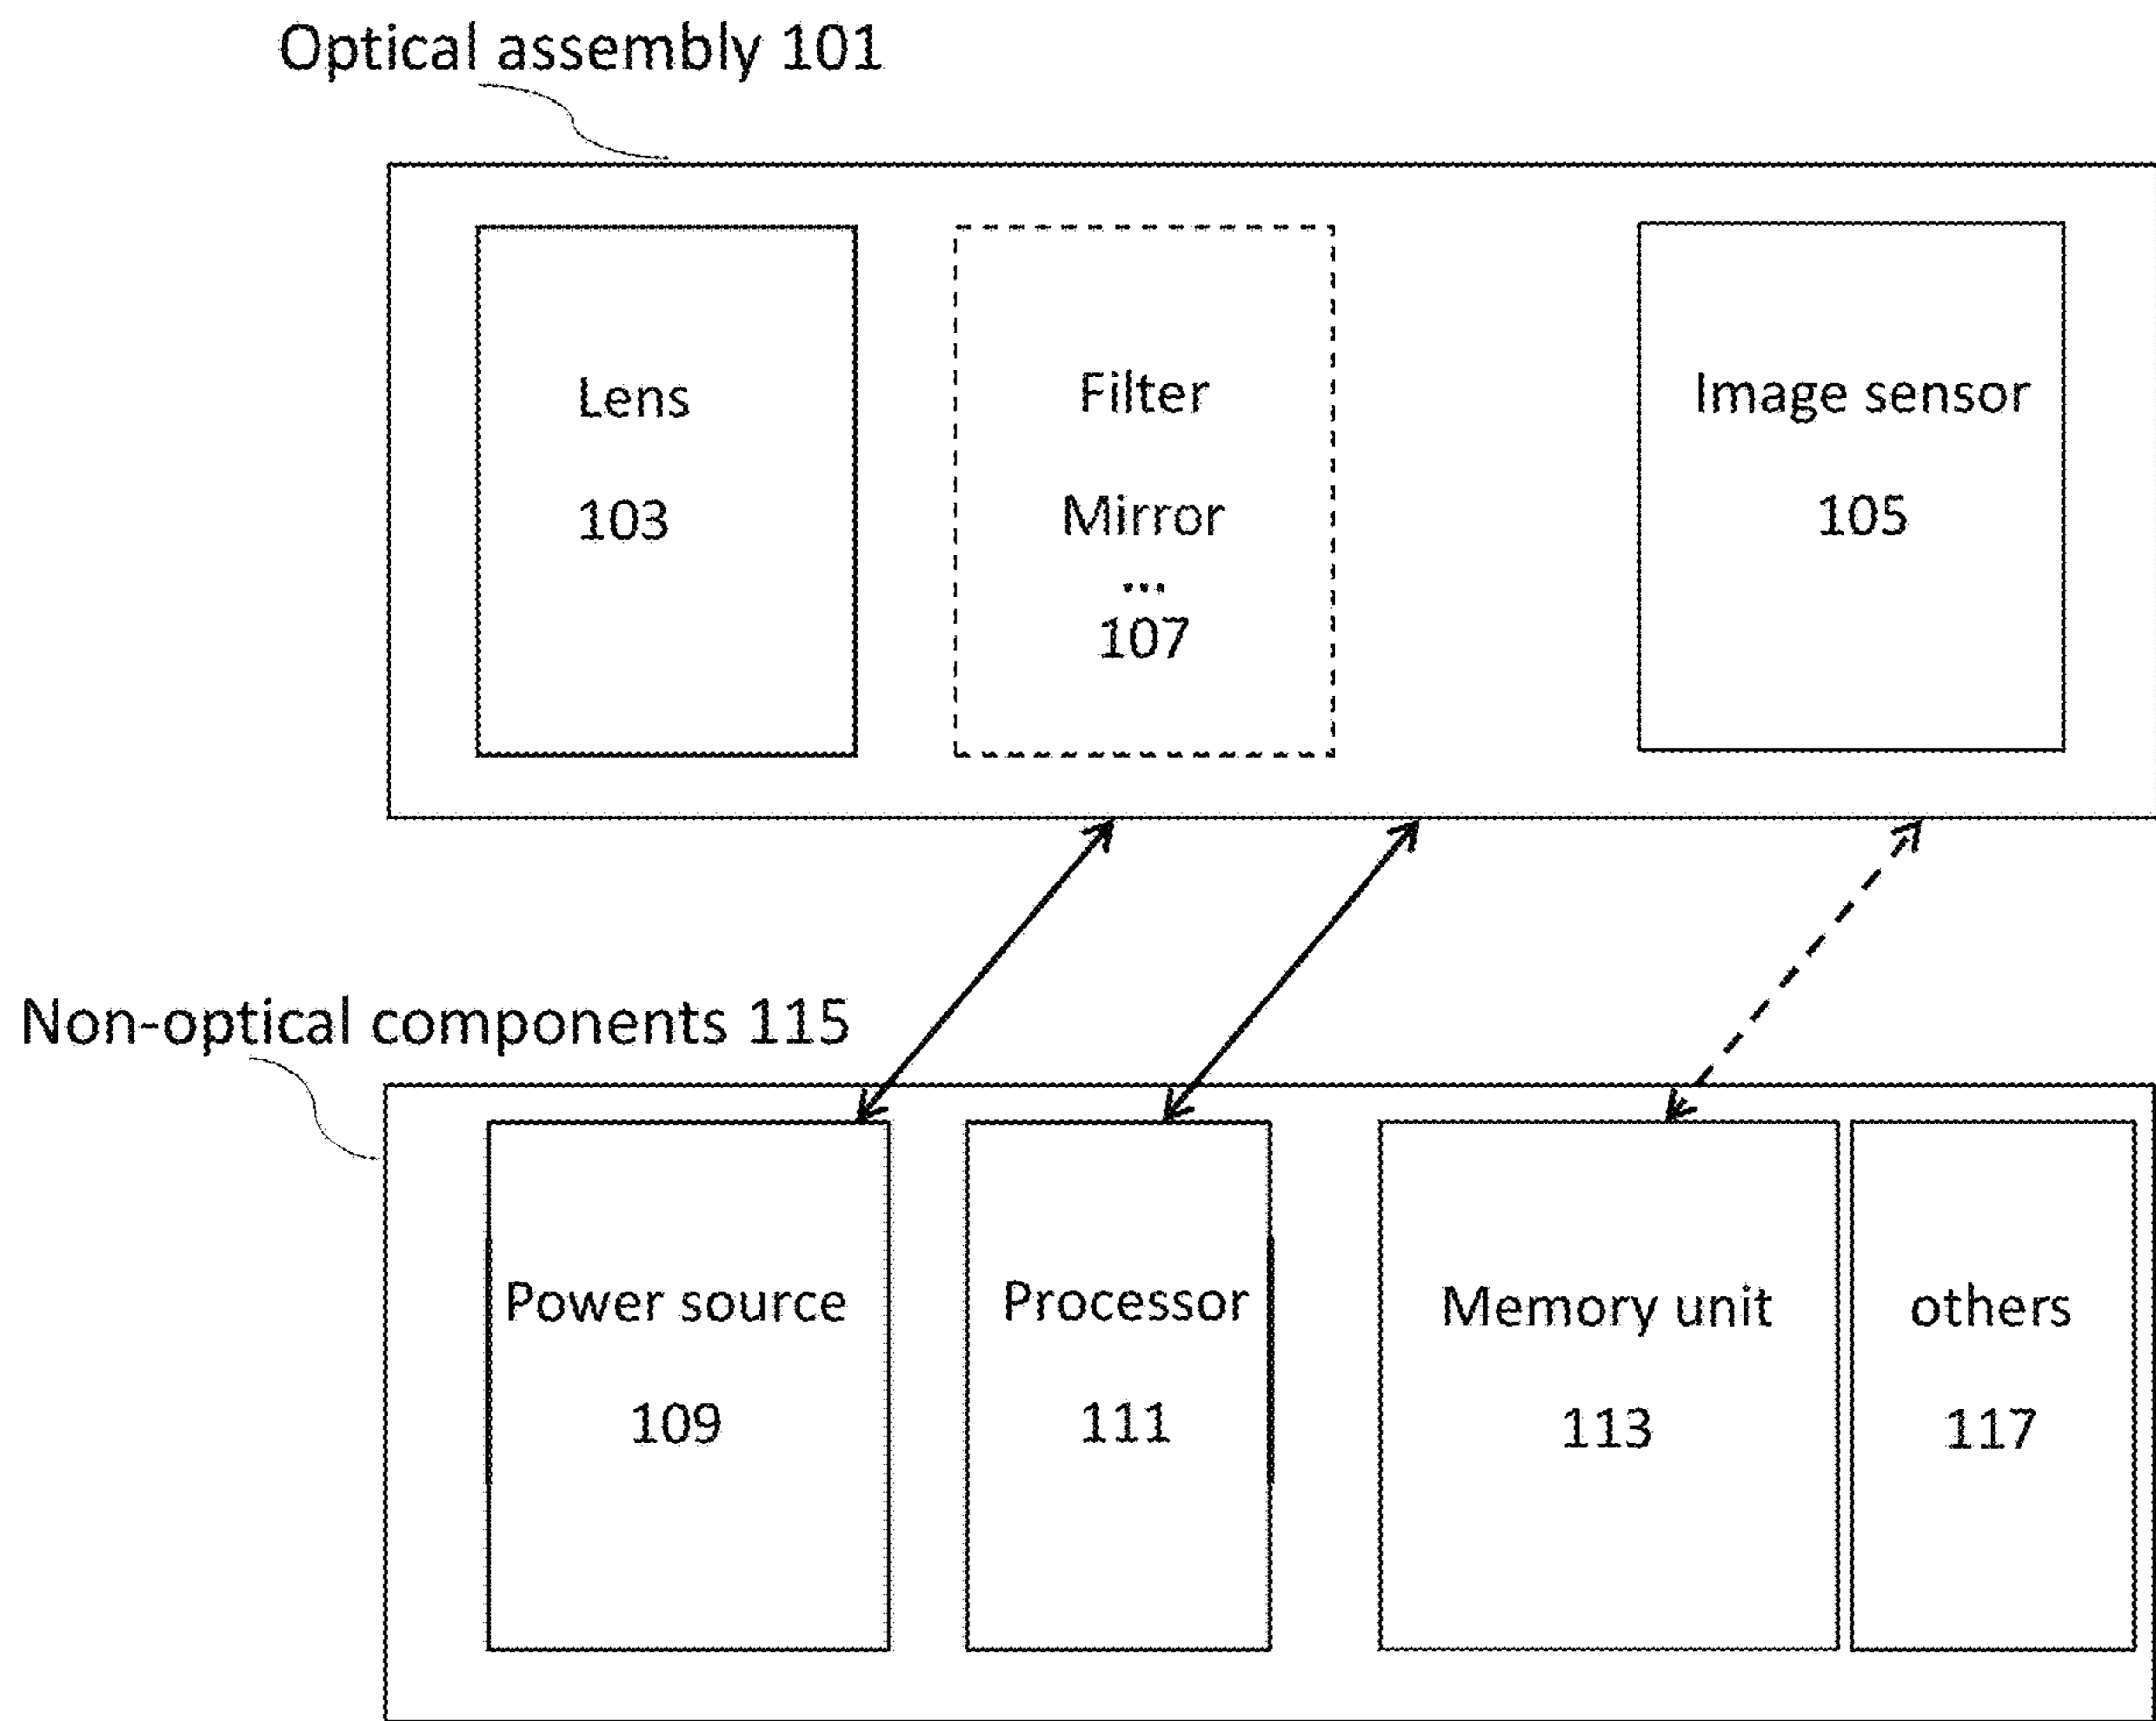 Optical assembly 101
Lens
103
Filter
Mirror
...
107
Image sensor
105
Non-optical components 115
Power source
109
Processor
111
Memory unit
113
others
117